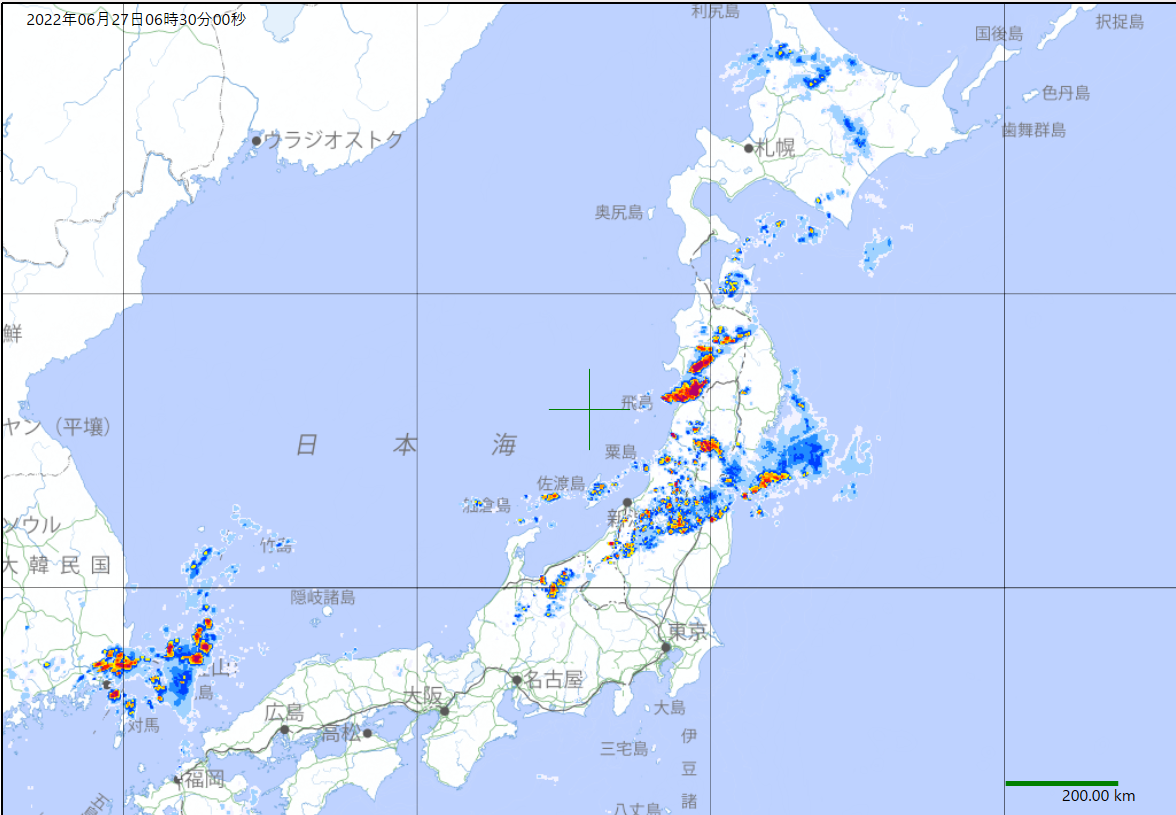 2022年06月27日06時30分00秒
利尻島
択捉島
国後島
色丹島
歯舞群島
ウラジオストク
札幌
奥尻島
鮮
飛島
ヤン（平壌）
日本海
粟島
佐渡島
舳倉島
新
ソウル
竹島
大韓民国
隠岐諸島
東京
山
島
名古屋
大阪
大島
広島
対馬
高松
伊豆諸
三宅島
福岡
八丈島
200.00 km